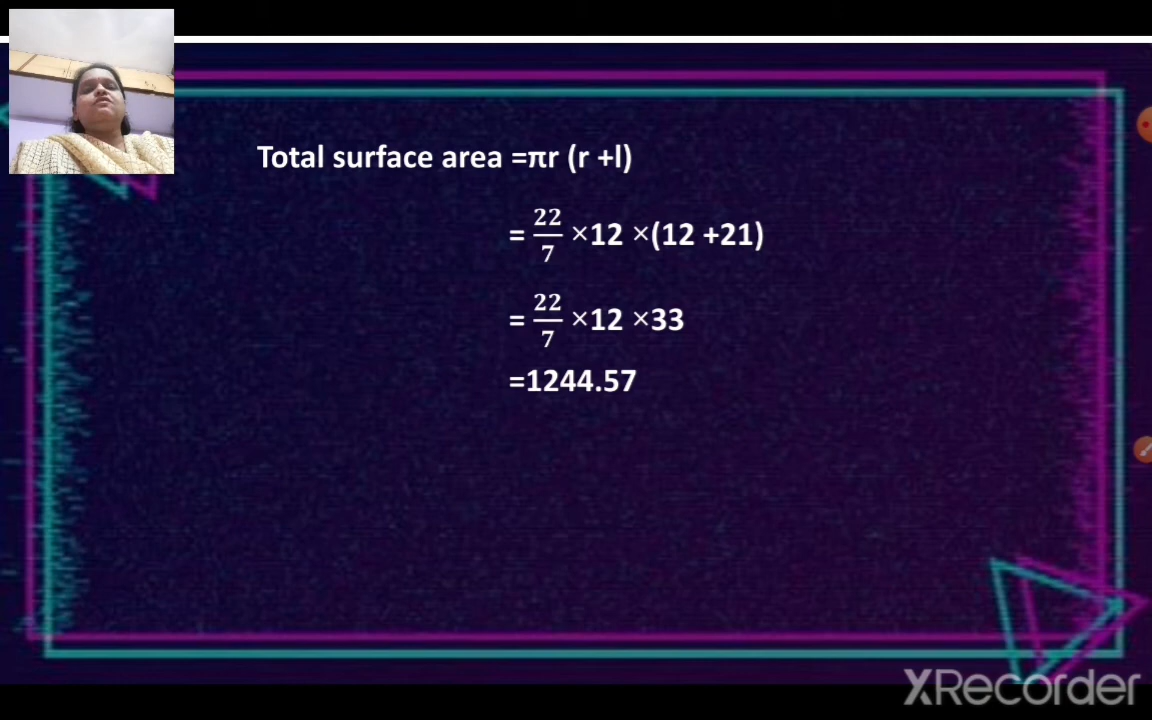 Total surface area =πr (r +l)
= 22/7 ×12 ×(12 +21)
= 22/7 ×12 ×33
=1244.57
XRecorder